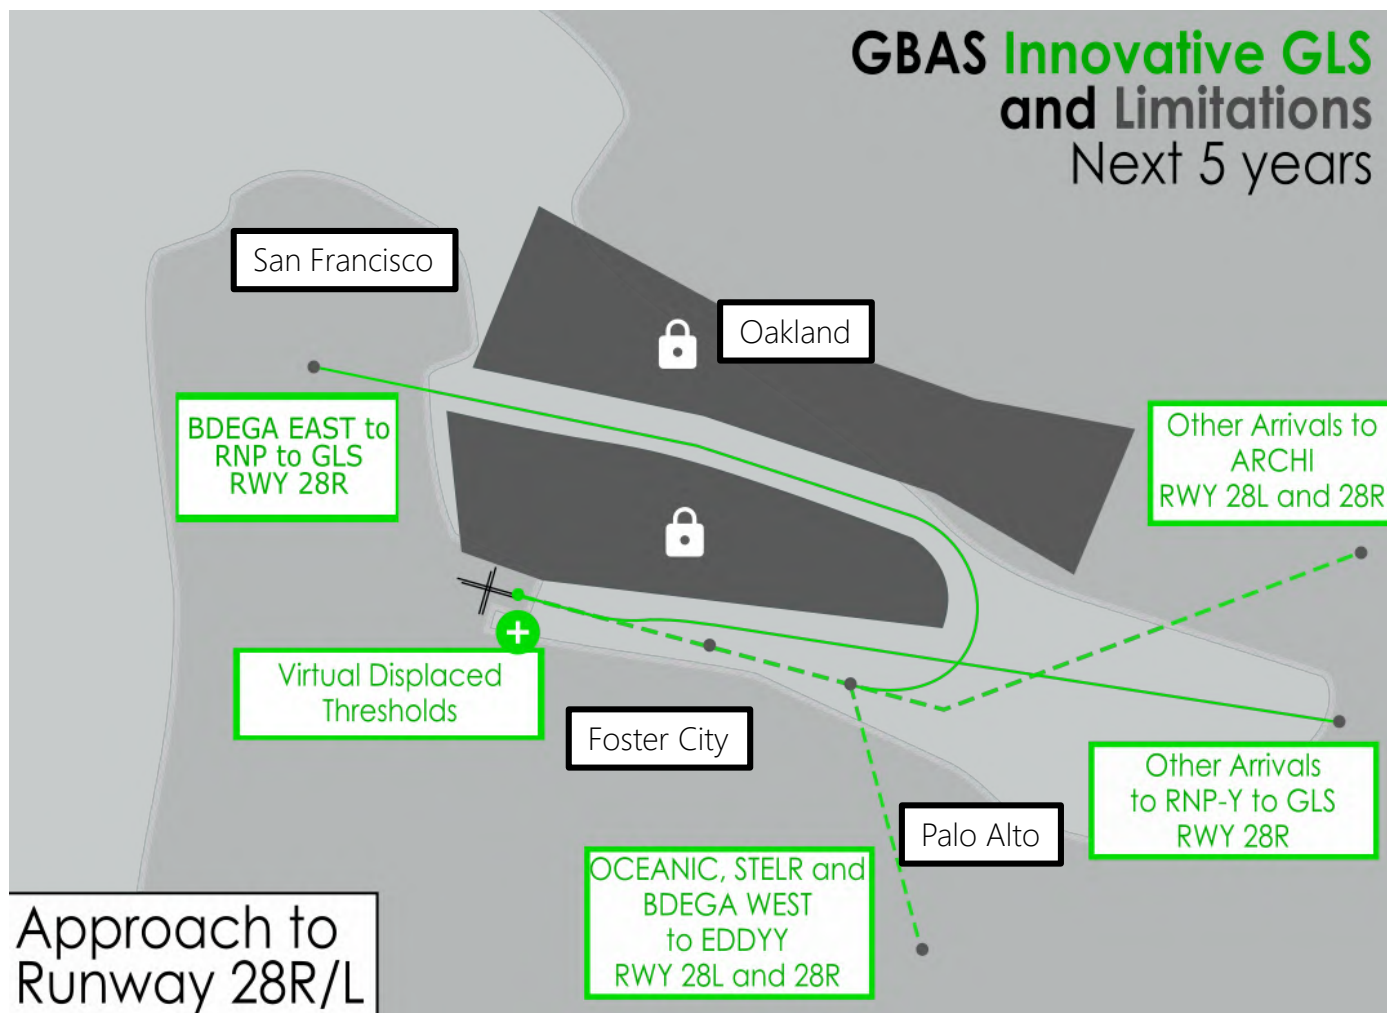 GBAS Innovative GLS
and Limitations
Next 5 years
San Francisco
Oakland
BDEGA EAST to
RNP to GLS
RWY 28R
Other Arrivals to
ARCHI
RWY 28L and 28R
Virtual Displaced
Thresholds
Foster City
Other Arrivals
to RNP-Y to GLS
RWY 28R
Palo Alto
OCEANIC, STELR and
BDEGA WEST
to EDDYY
RWY 28L and 28R
Approach to
Runway 28R/L